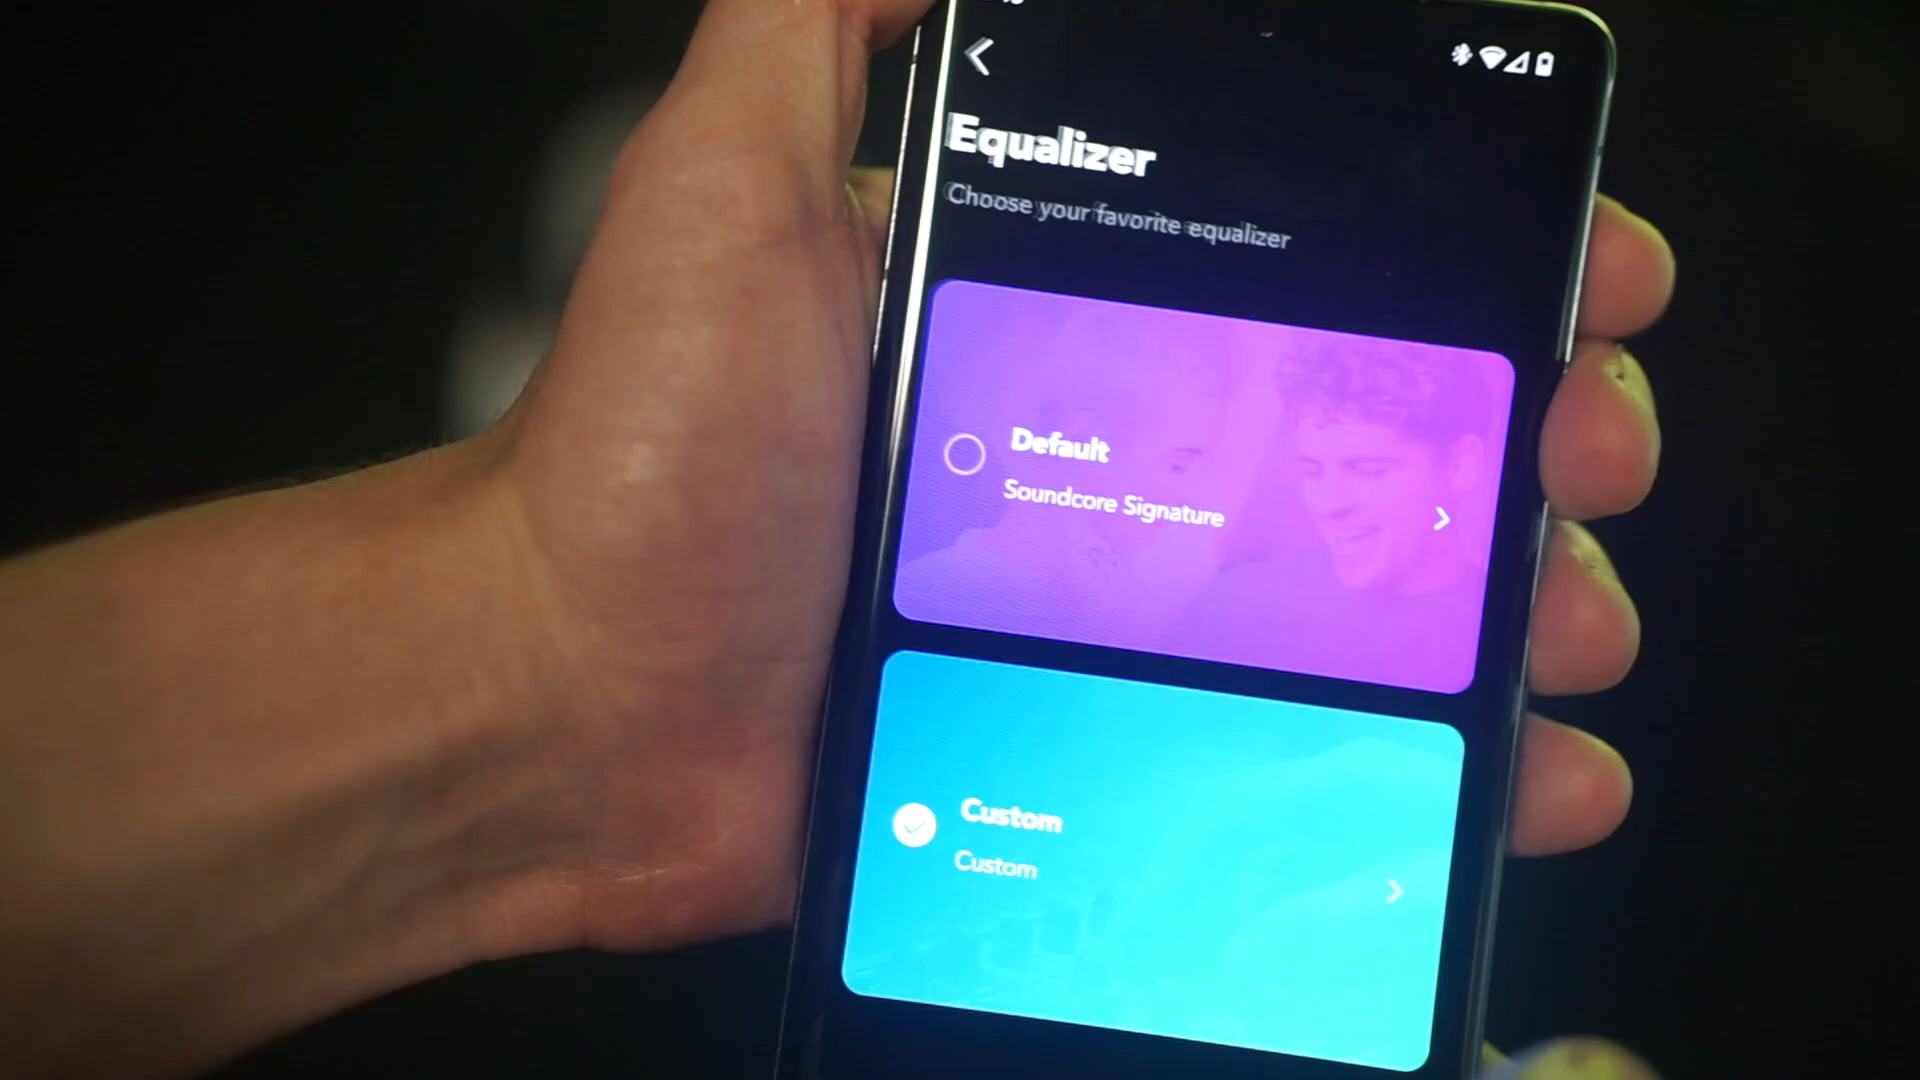 Equalizer
Choose your favorite equalizer
Default
Soundcore Signature
Custom
Custom